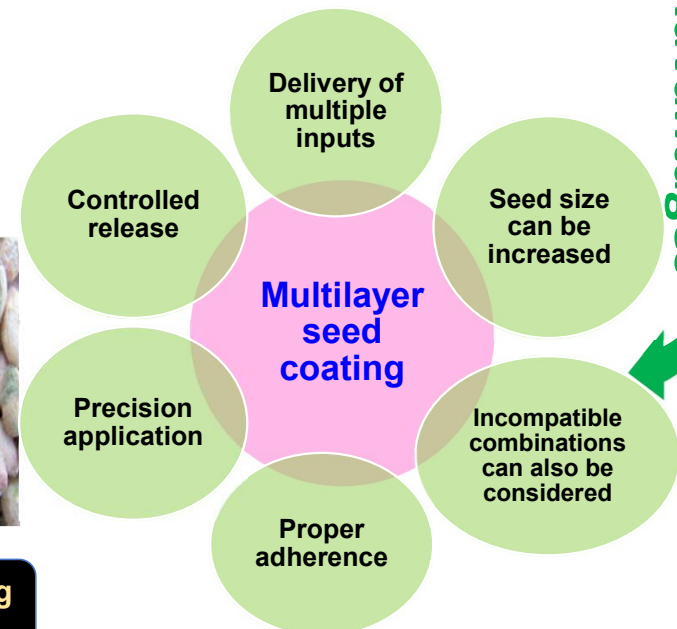 Delivery of
multiple
inputs
Controlled
release
Seed size
can be
increased
Multilayer
seed
coating
Precision
application
Incompatible
combinations
can also be
considered
Proper
adherence